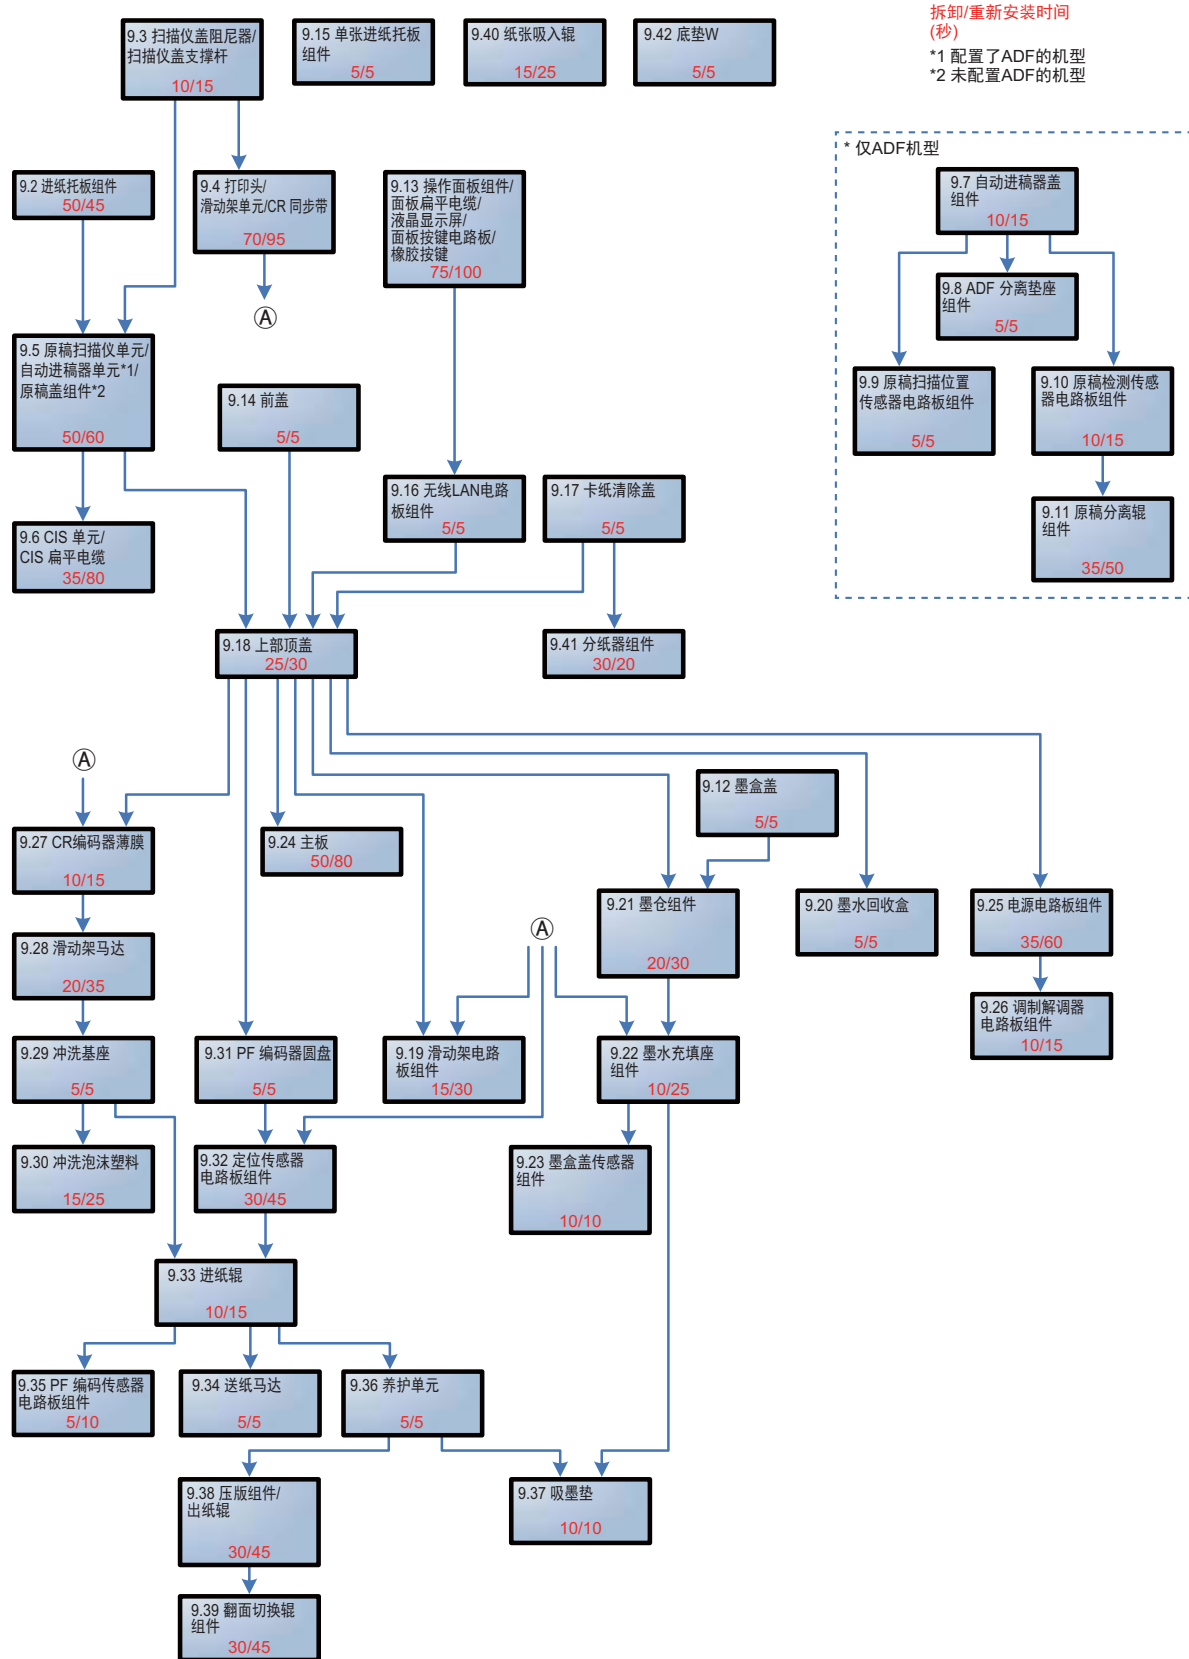 拆卸/重新安装时间
(秒)
*1 配置了ADF的机型
*2 未配置ADF的机型
9.3 扫描仪盖阻尼器/
扫描仪盖支撑杆
10/15
9.15 单张进纸托板
组件
5/5
9.40 纸张吸入辊
15/25
9.42 底垫W
5/5
9.2 进纸托板组件
50/45
9.4 打印头/
滑动架单元/CR 同步带
70/95
Ⓐ
9.13 操作面板组件/
面板扁平电缆/
液晶显示屏/
面板按键电路板/
橡胶按键
75/100
* 仅ADF机型
9.7 自动进稿器盖
组件
10/15
9.8 ADF 分离垫座
组件
5/5
9.9 原稿扫描位置
传感器电路板组件
5/5
9.10 原稿检测传感
器电路板组件
10/15
9.11 原稿分离辊
组件
35/50
9.5 原稿扫描仪单元/
自动进稿器单元*1/
原稿盖组件*2
50/60
9.14 前盖
5/5
9.16 无线LAN电路
板组件
5/5
9.17 卡纸清除盖
5/5
9.6 CIS 单元/
CIS 扁平电缆
35/80
9.18 上部顶盖
25/30
9.41 分纸器组件
30/20
Ⓐ
9.27 CR编码器薄膜
10/15
9.24 主板
50/80
9.12 墨盒盖
5/5
9.21 墨仓组件
20/30
9.20 墨水回收盒
5/5
9.25 电源电路板组件
35/60
9.28 滑动架马达
20/35
Ⓐ
9.26 调制解调器
电路板组件
10/15
9.29 冲洗基座
5/5
9.31 PF 编码器圆盘
5/5
9.19 滑动架电路
板组件
15/30
9.22 墨水充填座
组件
10/25
9.30 冲洗泡沫塑料
15/25
9.32 定位传感器
电路板组件
30/45
9.23 墨盒盖传感器
组件
10/10
9.33 进纸辊
10/15
9.35 PF 编码传感器
电路板组件
5/10
9.34 送纸马达
5/5
9.36 养护单元
5/5
9.38 压版组件/
出纸辊
30/45
9.37 吸墨垫
10/10
9.39 翻面切换辊
组件
30/45